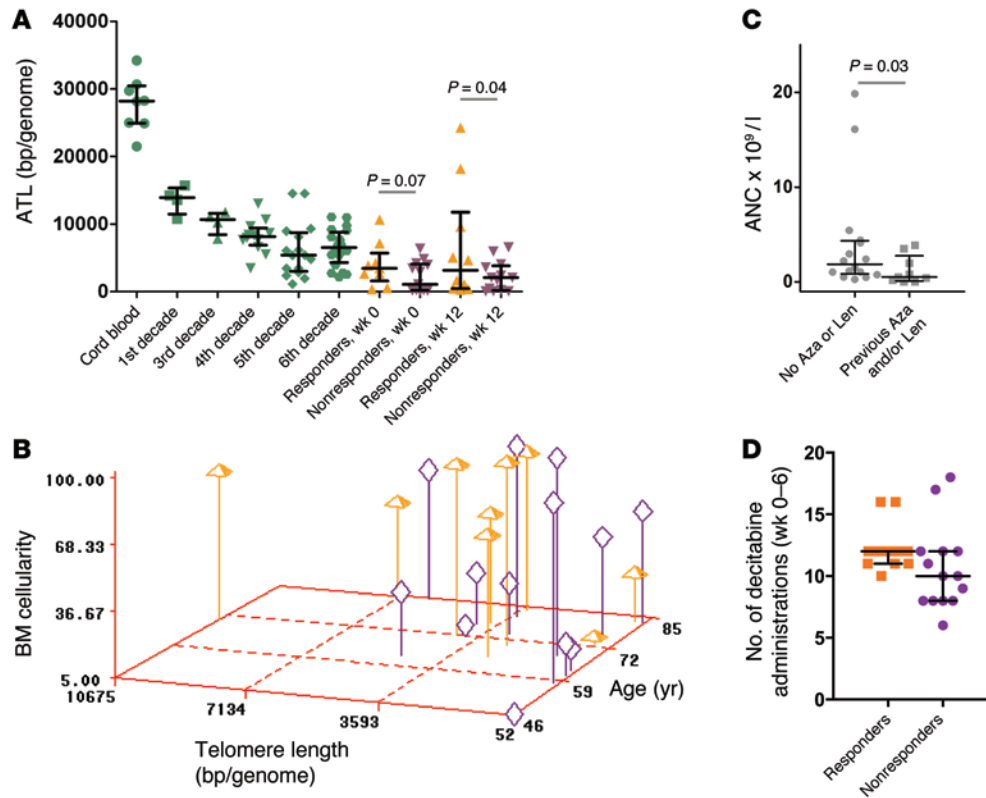 A
ATL (bp/genome)
40000
30000
20000
10000
0
P = 0.07
P = 0.04
Cord blood
1st decade
3rd decade
4th decade
5th decade
6th decade
Responders, wk 0
Nonresponders, wk 0
Responders, wk 12
Nonresponders, wk 12
C
ANC x 10⁹/l
20
10
0
P = 0.03
No Aza or Len
Previous Aza
and/or Len
B
BM cellularity
100.00
68.33
36.67
5.00
10675
7134
3593
52
Telomere length
(bp/genome)
46
59
72
85
Age (yr)
D
No. of decitabine
administrations (wk 0–6)
20
15
10
5
0
Responders
Nonresponders